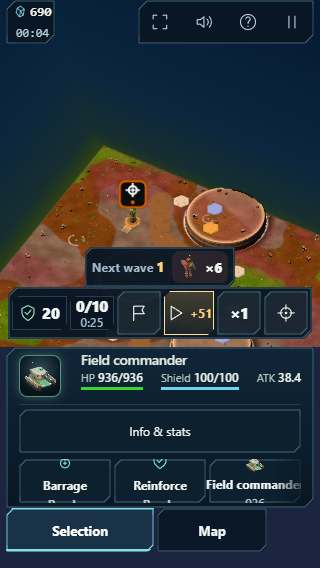 690
00:04
Next wave 1
×6
20
0/10
0:25
+51
×1
Field commander
HP 936/936
Shield 100/100
ATK 38.4
Info & stats
Barrage
Reinforce
Field commande
Selection
Map